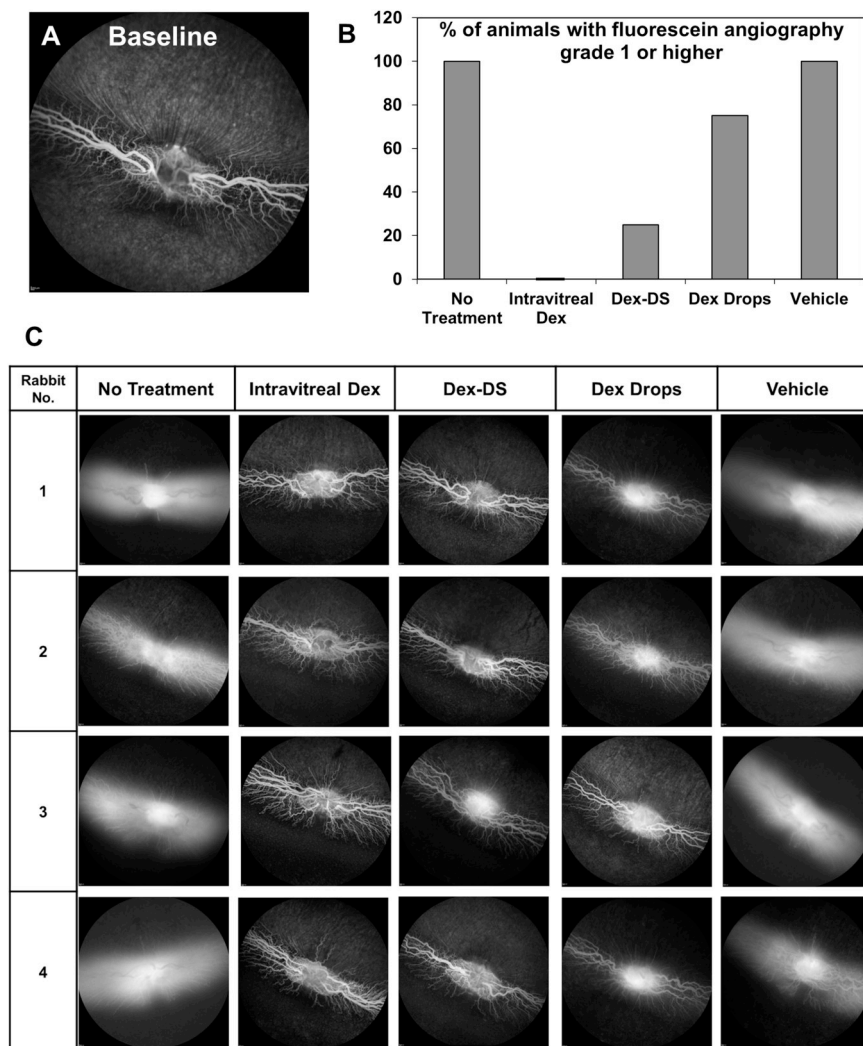 A
Baseline
B
% of animals with fluorescein angiography
grade 1 or higher
120
100
80
60
40
20
0
No
Treatment
Intravitreal
Dex
Dex-DS
Dex Drops
Vehicle
C
Rabbit
No.
No Treatment
Intravitreal Dex
Dex-DS
Dex Drops
Vehicle
1
2
3
4